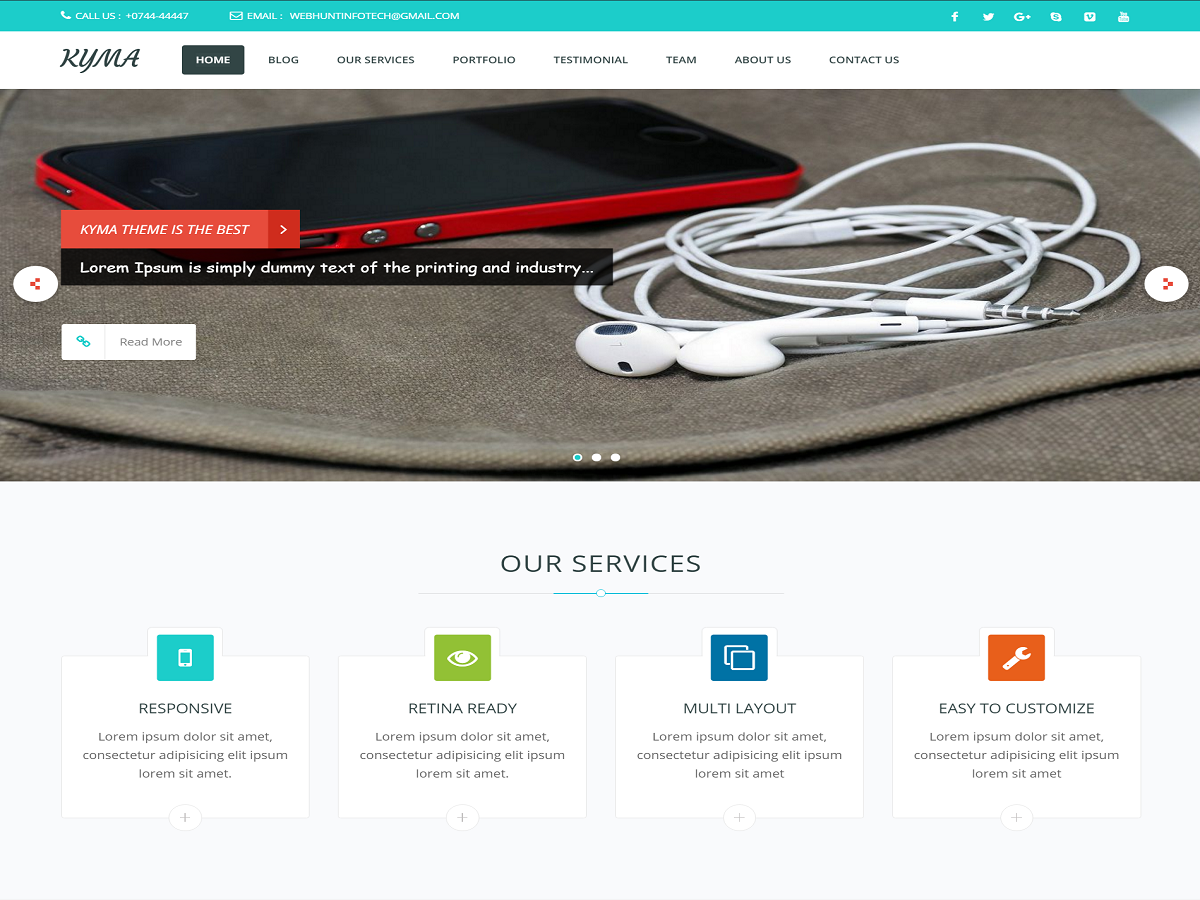 CALL US : +0744-44447 EMAIL : WEBHUNTINFOTECH@GMAIL.COM
KYMA HOME BLOG OUR SERVICES PORTFOLIO TESTIMONIAL TEAM ABOUT US CONTACT US
KYMA THEME IS THE BEST
Lorem Ipsum is simply dummy text of the printing and industry...
Read More
OUR SERVICES
RESPONSIVE
Lorem ipsum dolor sit amet,
consectetur adipisicing elit ipsum
lorem sit amet.
RETINA READY
Lorem ipsum dolor sit amet,
consectetur adipisicing elit ipsum
lorem sit amet.
MULTI LAYOUT
Lorem ipsum dolor sit amet,
consectetur adipisicing elit ipsum
lorem sit amet
EASY TO CUSTOMIZE
Lorem ipsum dolor sit amet,
consectetur adipisicing elit ipsum
lorem sit amet